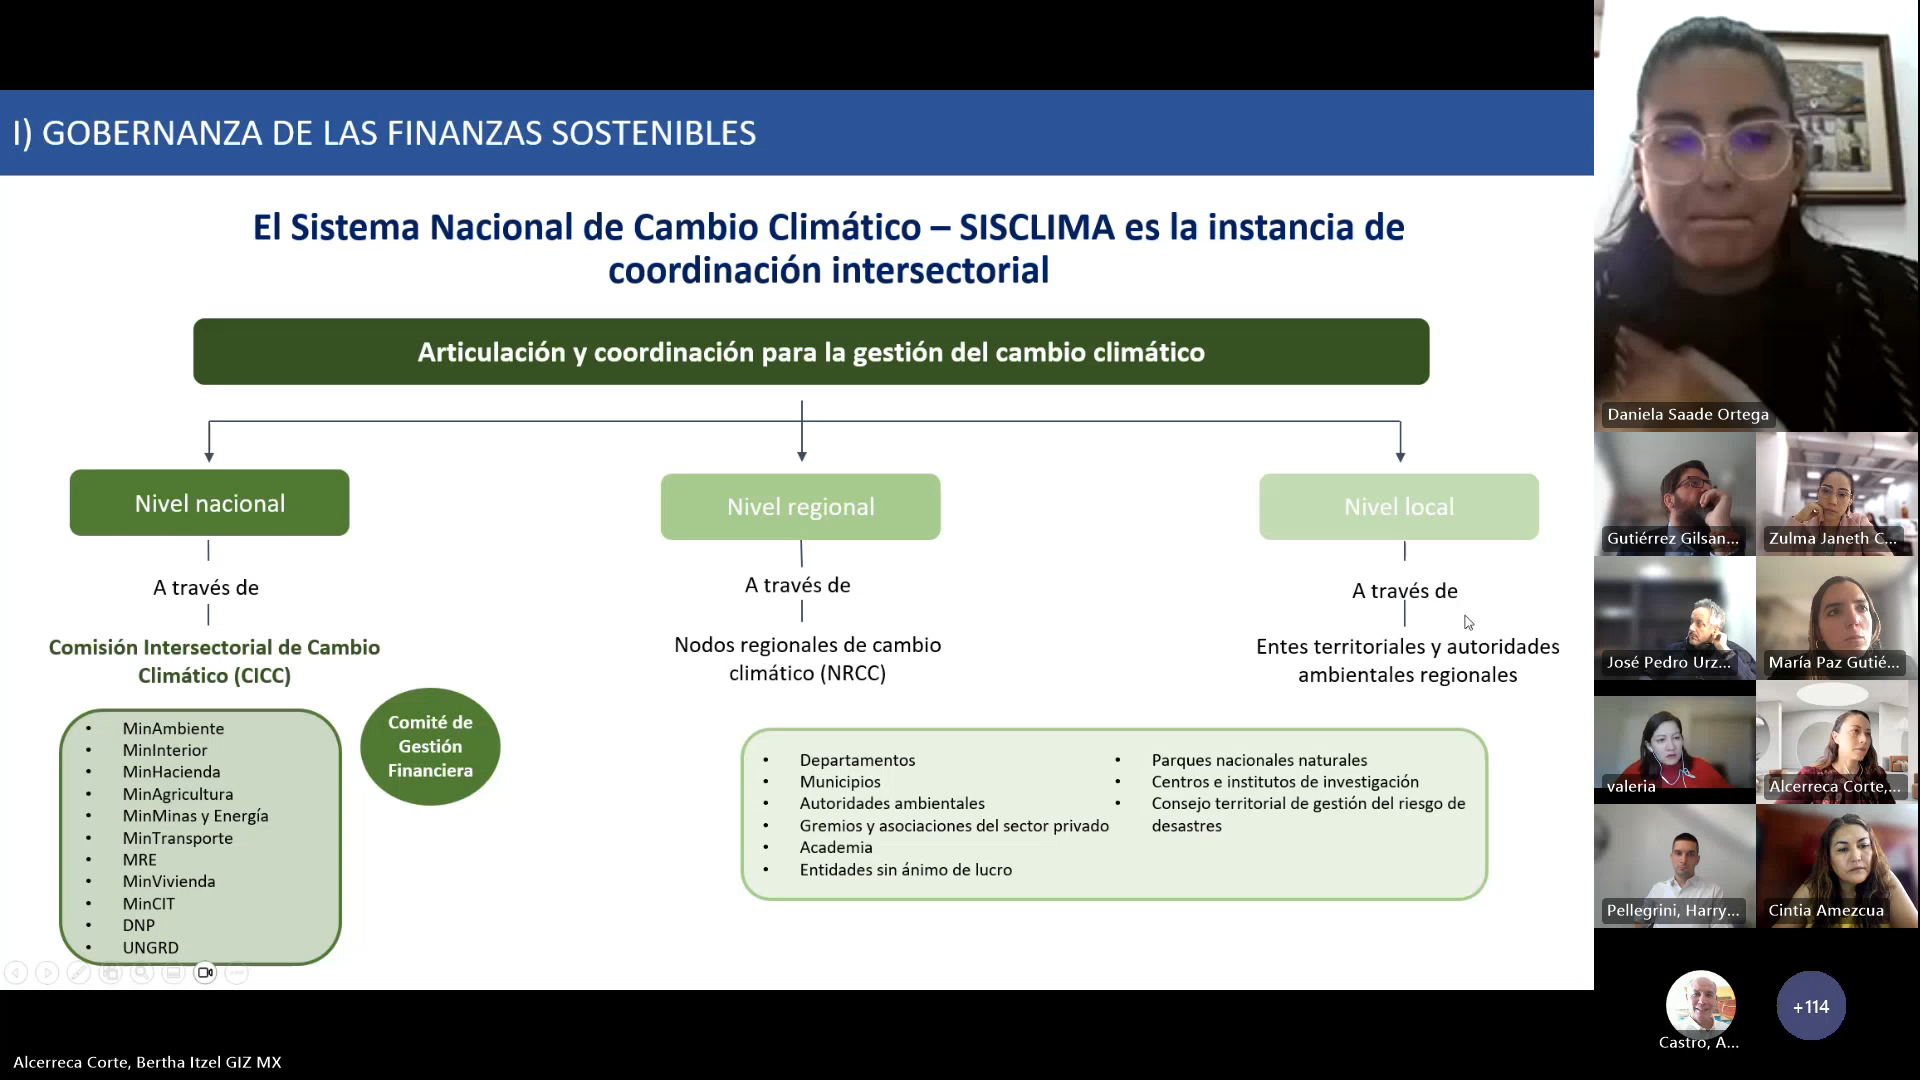 I) GOBERNANZA DE LAS FINANZAS SOSTENIBLES
El Sistema Nacional de Cambio Climático – SISCLIMA es la instancia de
coordinación intersectorial
Articulación y coordinación para la gestión del cambio climático
Nivel nacional
A través de
Comisión Intersectorial de Cambio
Climático (CICC)
• MinAmbiente
• MinInterior
• MinHacienda
• MinAgricultura
• MinMinas y Energía
• MinTransporte
• MRE
• MinVivienda
• MinCIT
• DNP
• UNGRD
Comité de
Gestión
Financiera
Nivel regional
A través de
Nodos regionales de cambio
climático (NRCC)
Nivel local
A través de
Entes territoriales y autoridades
ambientales regionales
• Departamentos
• Municipios
• Autoridades ambientales
• Gremios y asociaciones del sector privado
• Academia
• Entidades sin ánimo de lucro
• Parques nacionales naturales
• Centros e institutos de investigación
• Consejo territorial de gestión del riesgo de
desastres
Daniela Saade Ortega
Gutiérrez Gilsan...
Zulma Janeth C...
José Pedro Urz...
María Paz Gutié...
valeria
Alcerreca Corte,...
Pellegrini, Harry...
Cintia Amezcua
Castro, A...
+114
Alcerreca Corte, Bertha Itzel GIZ MX